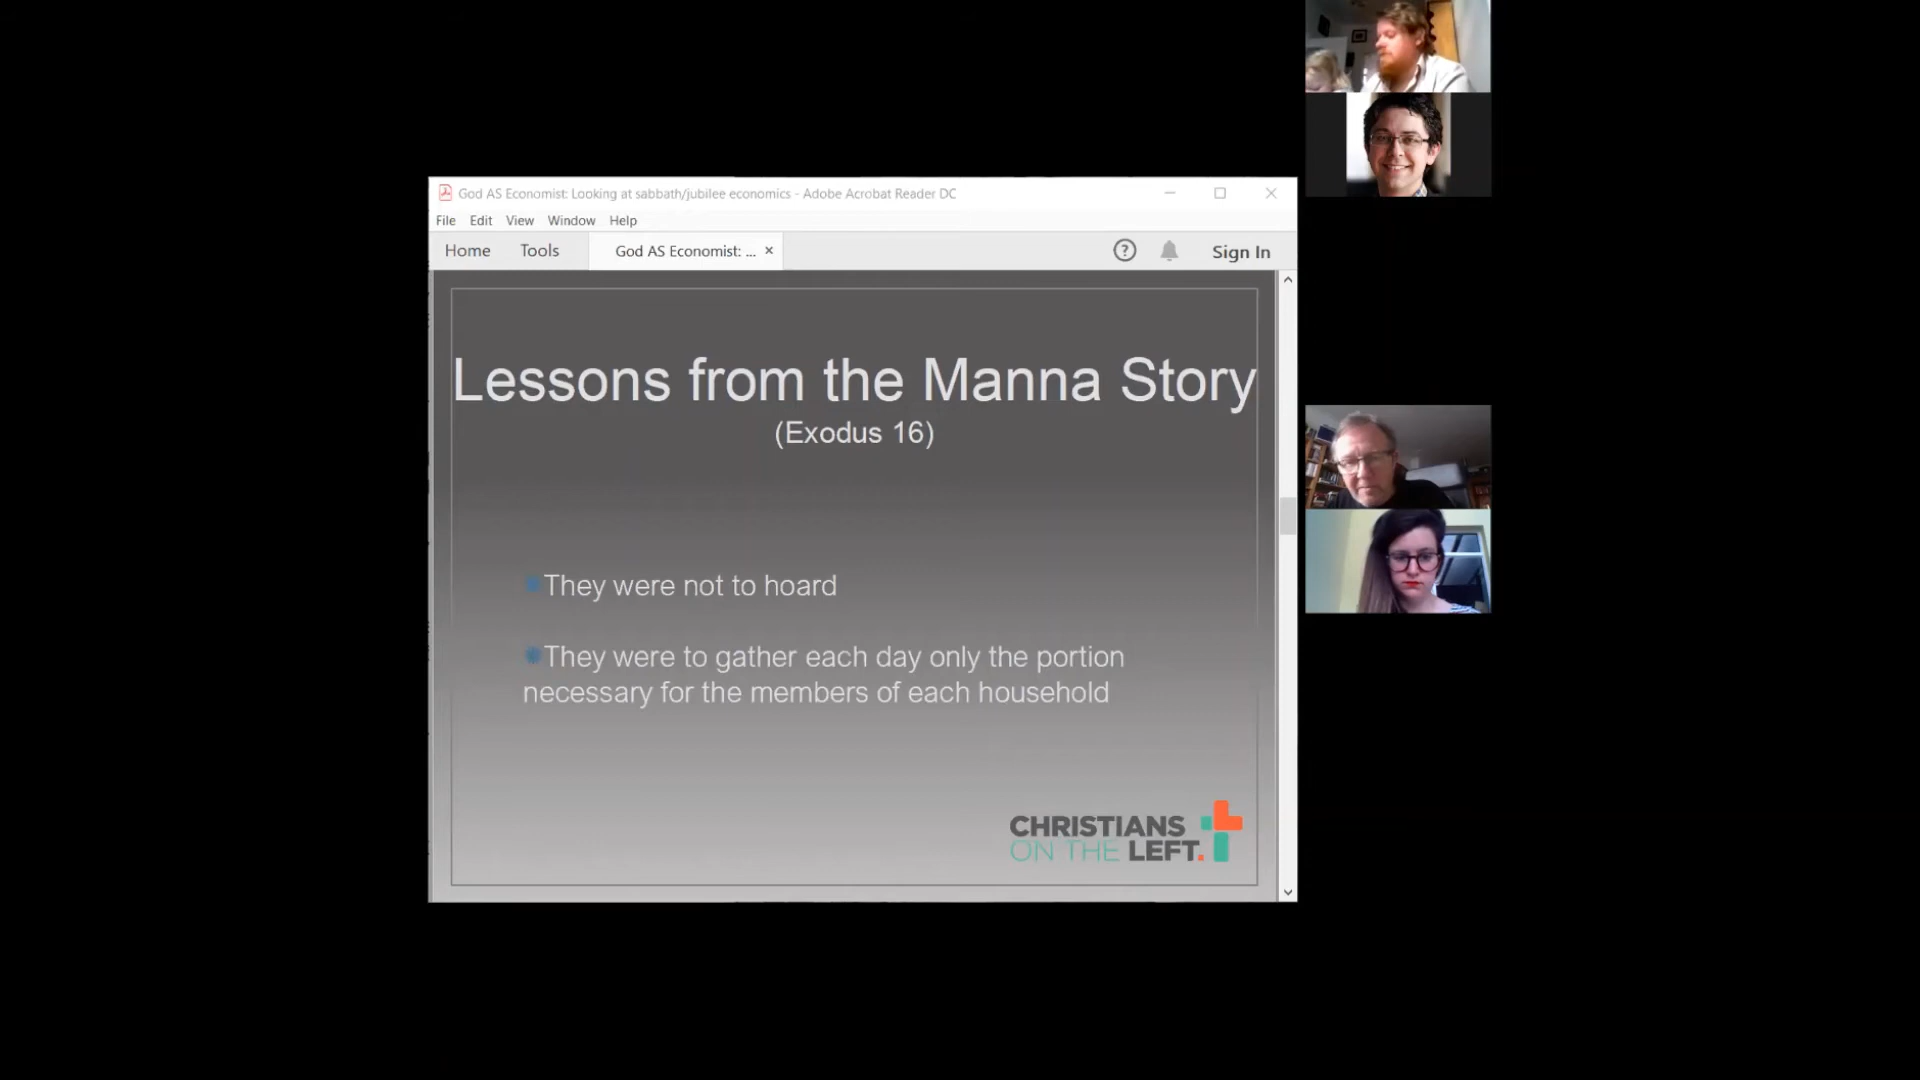 God AS Economist: Looking at sabbath/jubilee economics - Adobe Acrobat Reader DC
File Edit View Window Help
Home Tools God AS Economist: ... × ? Sign In
Lessons from the Manna Story
(Exodus 16)
They were not to hoard
They were to gather each day only the portion
necessary for the members of each household
CHRISTIANS
ON THE LEFT.